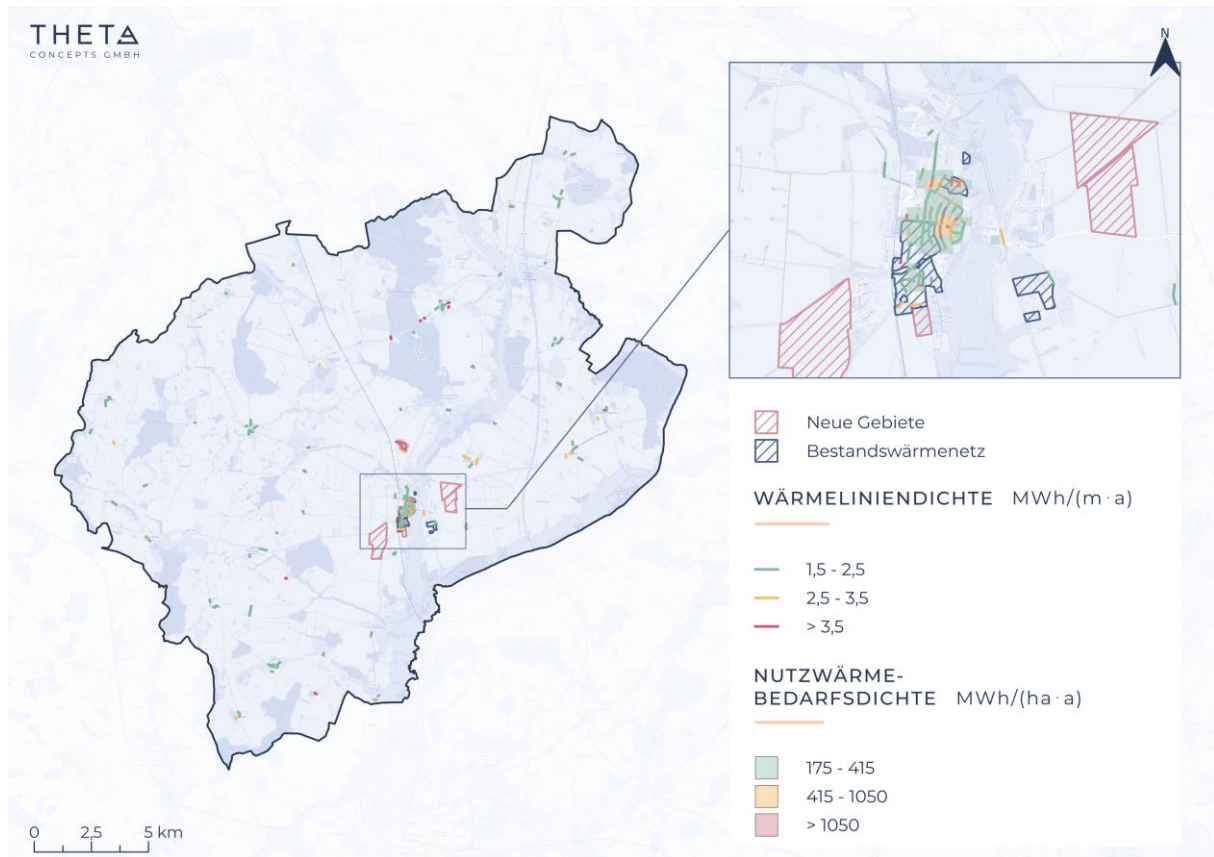 THETA
CONCEPTS GMBH
N
Neue Gebiete
Bestandswärmenetz
WÄRMELINIENDICHTE MWh/(m·a)
1,5 - 2,5
2,5 - 3,5
> 3,5
NUTZWÄRME-
BEDARFSDICHTE MWh/(ha·a)
175 - 415
415 - 1050
> 1050
0 2,5 5 km